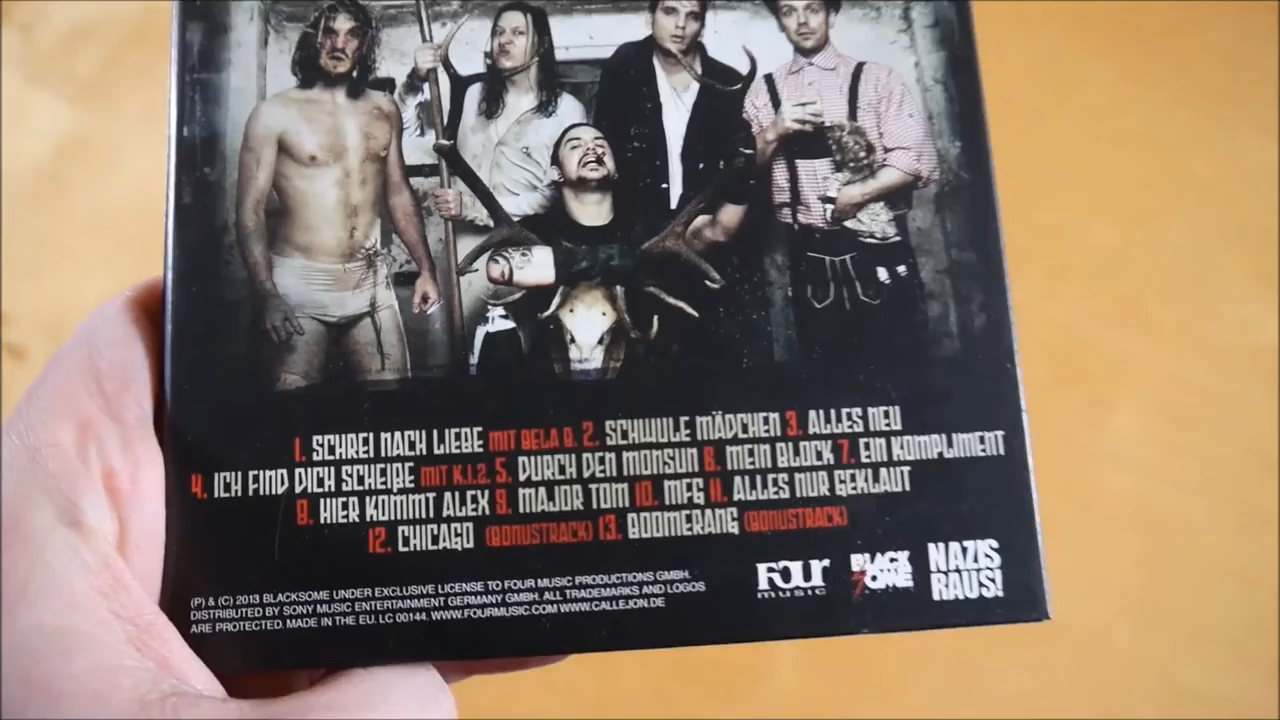 1. SCHREI NACH LIEBE MIT BELA B. 2. SCHWULE MÄDCHEN 3. ALLES NEU
4. ICH FIND DICH SCHEIẞE MIT K.I.Z. 5. DURCH DEN MONSUN 6. MEIN BLOCK 7. EIN KOMPLIMENT
8. HIER KOMMT ALEX 9. MAJOR TOM 10. MFG 11. ALLES NUR GEKLAUT
12. CHICAGO (BONUSTRACK) 13. BOOMERANG (BONUSTRACK)
(P) & (C) 2013 BLACKSOME UNDER EXCLUSIVE LICENSE TO FOUR MUSIC PRODUCTIONS GMBH.
DISTRIBUTED BY SONY MUSIC ENTERTAINMENT GERMANY GMBH. ALL TRADEMARKS AND LOGOS
ARE PROTECTED. MADE IN THE EU. LC 00144. WWW.FOURMUSIC.COM WWW.CALLEJON.DE
FOUR
music
BLACK
SOME
NAZIS
RAUS!